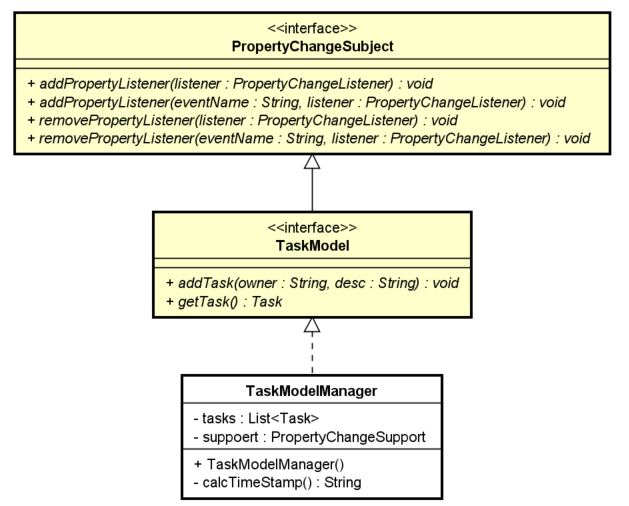 <<interface>>
PropertyChangeSubject
+ addPropertyListener(listener : PropertyChangeListener) : void
+ addPropertyListener(eventName : String, listener : PropertyChangeListener) : void
+ removePropertyListener(listener : PropertyChangeListener) : void
+ removePropertyListener(eventName : String, listener : PropertyChangeListener) : void
<<interface>>
TaskModel
+ addTask(owner : String, desc : String) : void
+ getTask() : Task
TaskModelManager
- tasks : List<Task>
- suppoert : PropertyChangeSupport
+ TaskModelManager()
- calcTimeStamp() : String